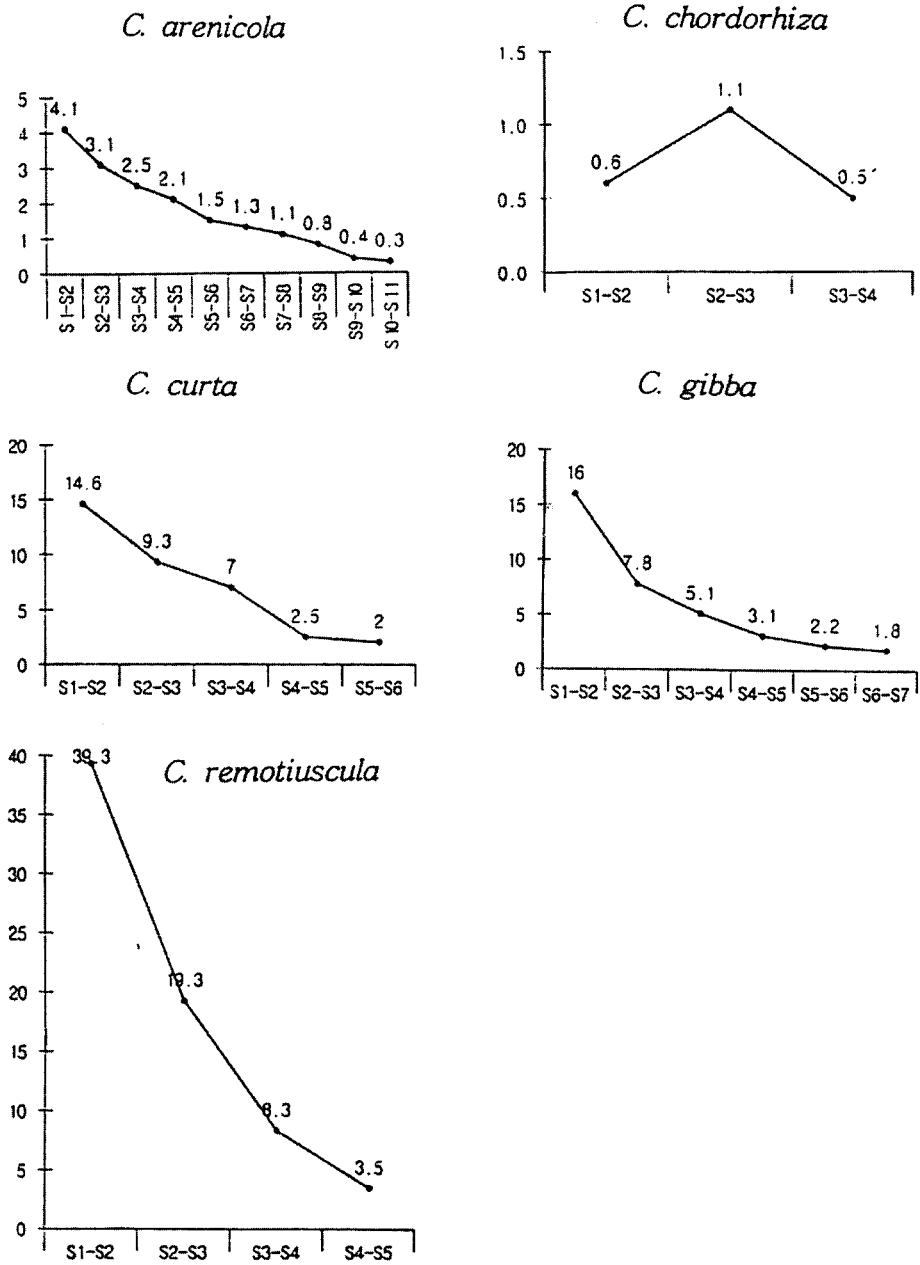 C. arenicola
5
4
3
2
1
0
4.1
3.1
2.5
2.1
1.5
1.3
1.1
0.8
0.4
0.3
S1-S2
S2-S3
S3-S4
S4-S5
S5-S6
S6-S7
S7-S8
S8-S9
S9-S10
S10-S11
C. chordorhiza
1.5
1.0
0.5
0.0
0.6
1.1
0.5
S1-S2
S2-S3
S3-S4
C. curta
20
15
10
5
0
14.6
9.3
7
2.5
2
S1-S2
S2-S3
S3-S4
S4-S5
S5-S6
C. gibba
20
15
10
5
0
16
7.8
5.1
3.1
2.2
1.8
S1-S2
S2-S3
S3-S4
S4-S5
S5-S6
S6-S7
C. remotiuscula
40
35
30
25
20
15
10
5
0
39.3
19.3
8.3
3.5
S1-S2
S2-S3
S3-S4
S4-S5